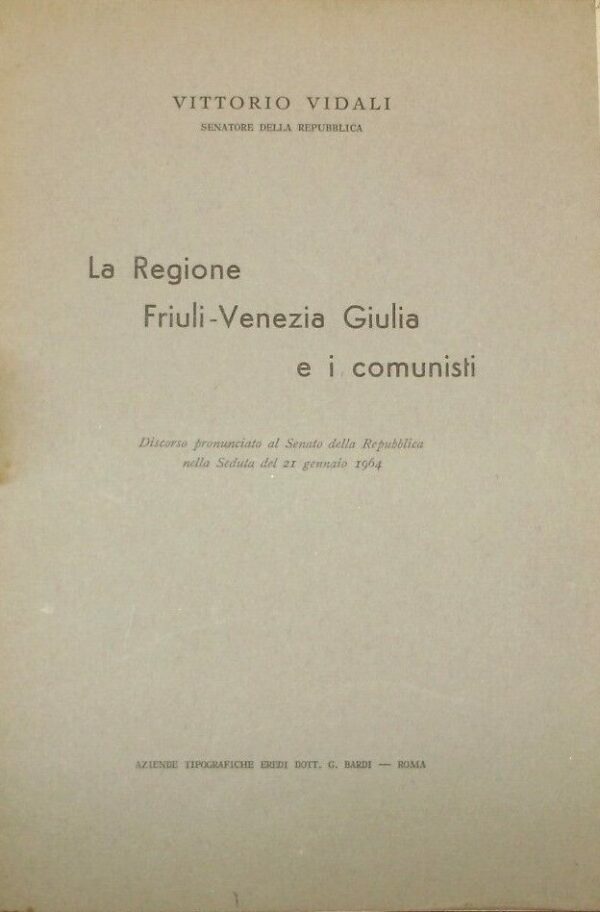 VITTORIO VIDALI
SENATORE DELLA REPUBBLICA
La Regione
Friuli-Venezia Giulia
e i comunisti
Discorso pronunciato al Senato della Repubblica
nella Seduta del 21 gennaio 1964
AZIENDE TIPOGRAFICHE EREDI DOTT. G. BARDI — ROMA